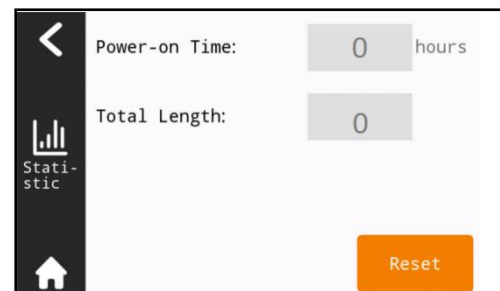 Power-on Time: 0 hours
Total Length: 0
Stati-
stic
Reset